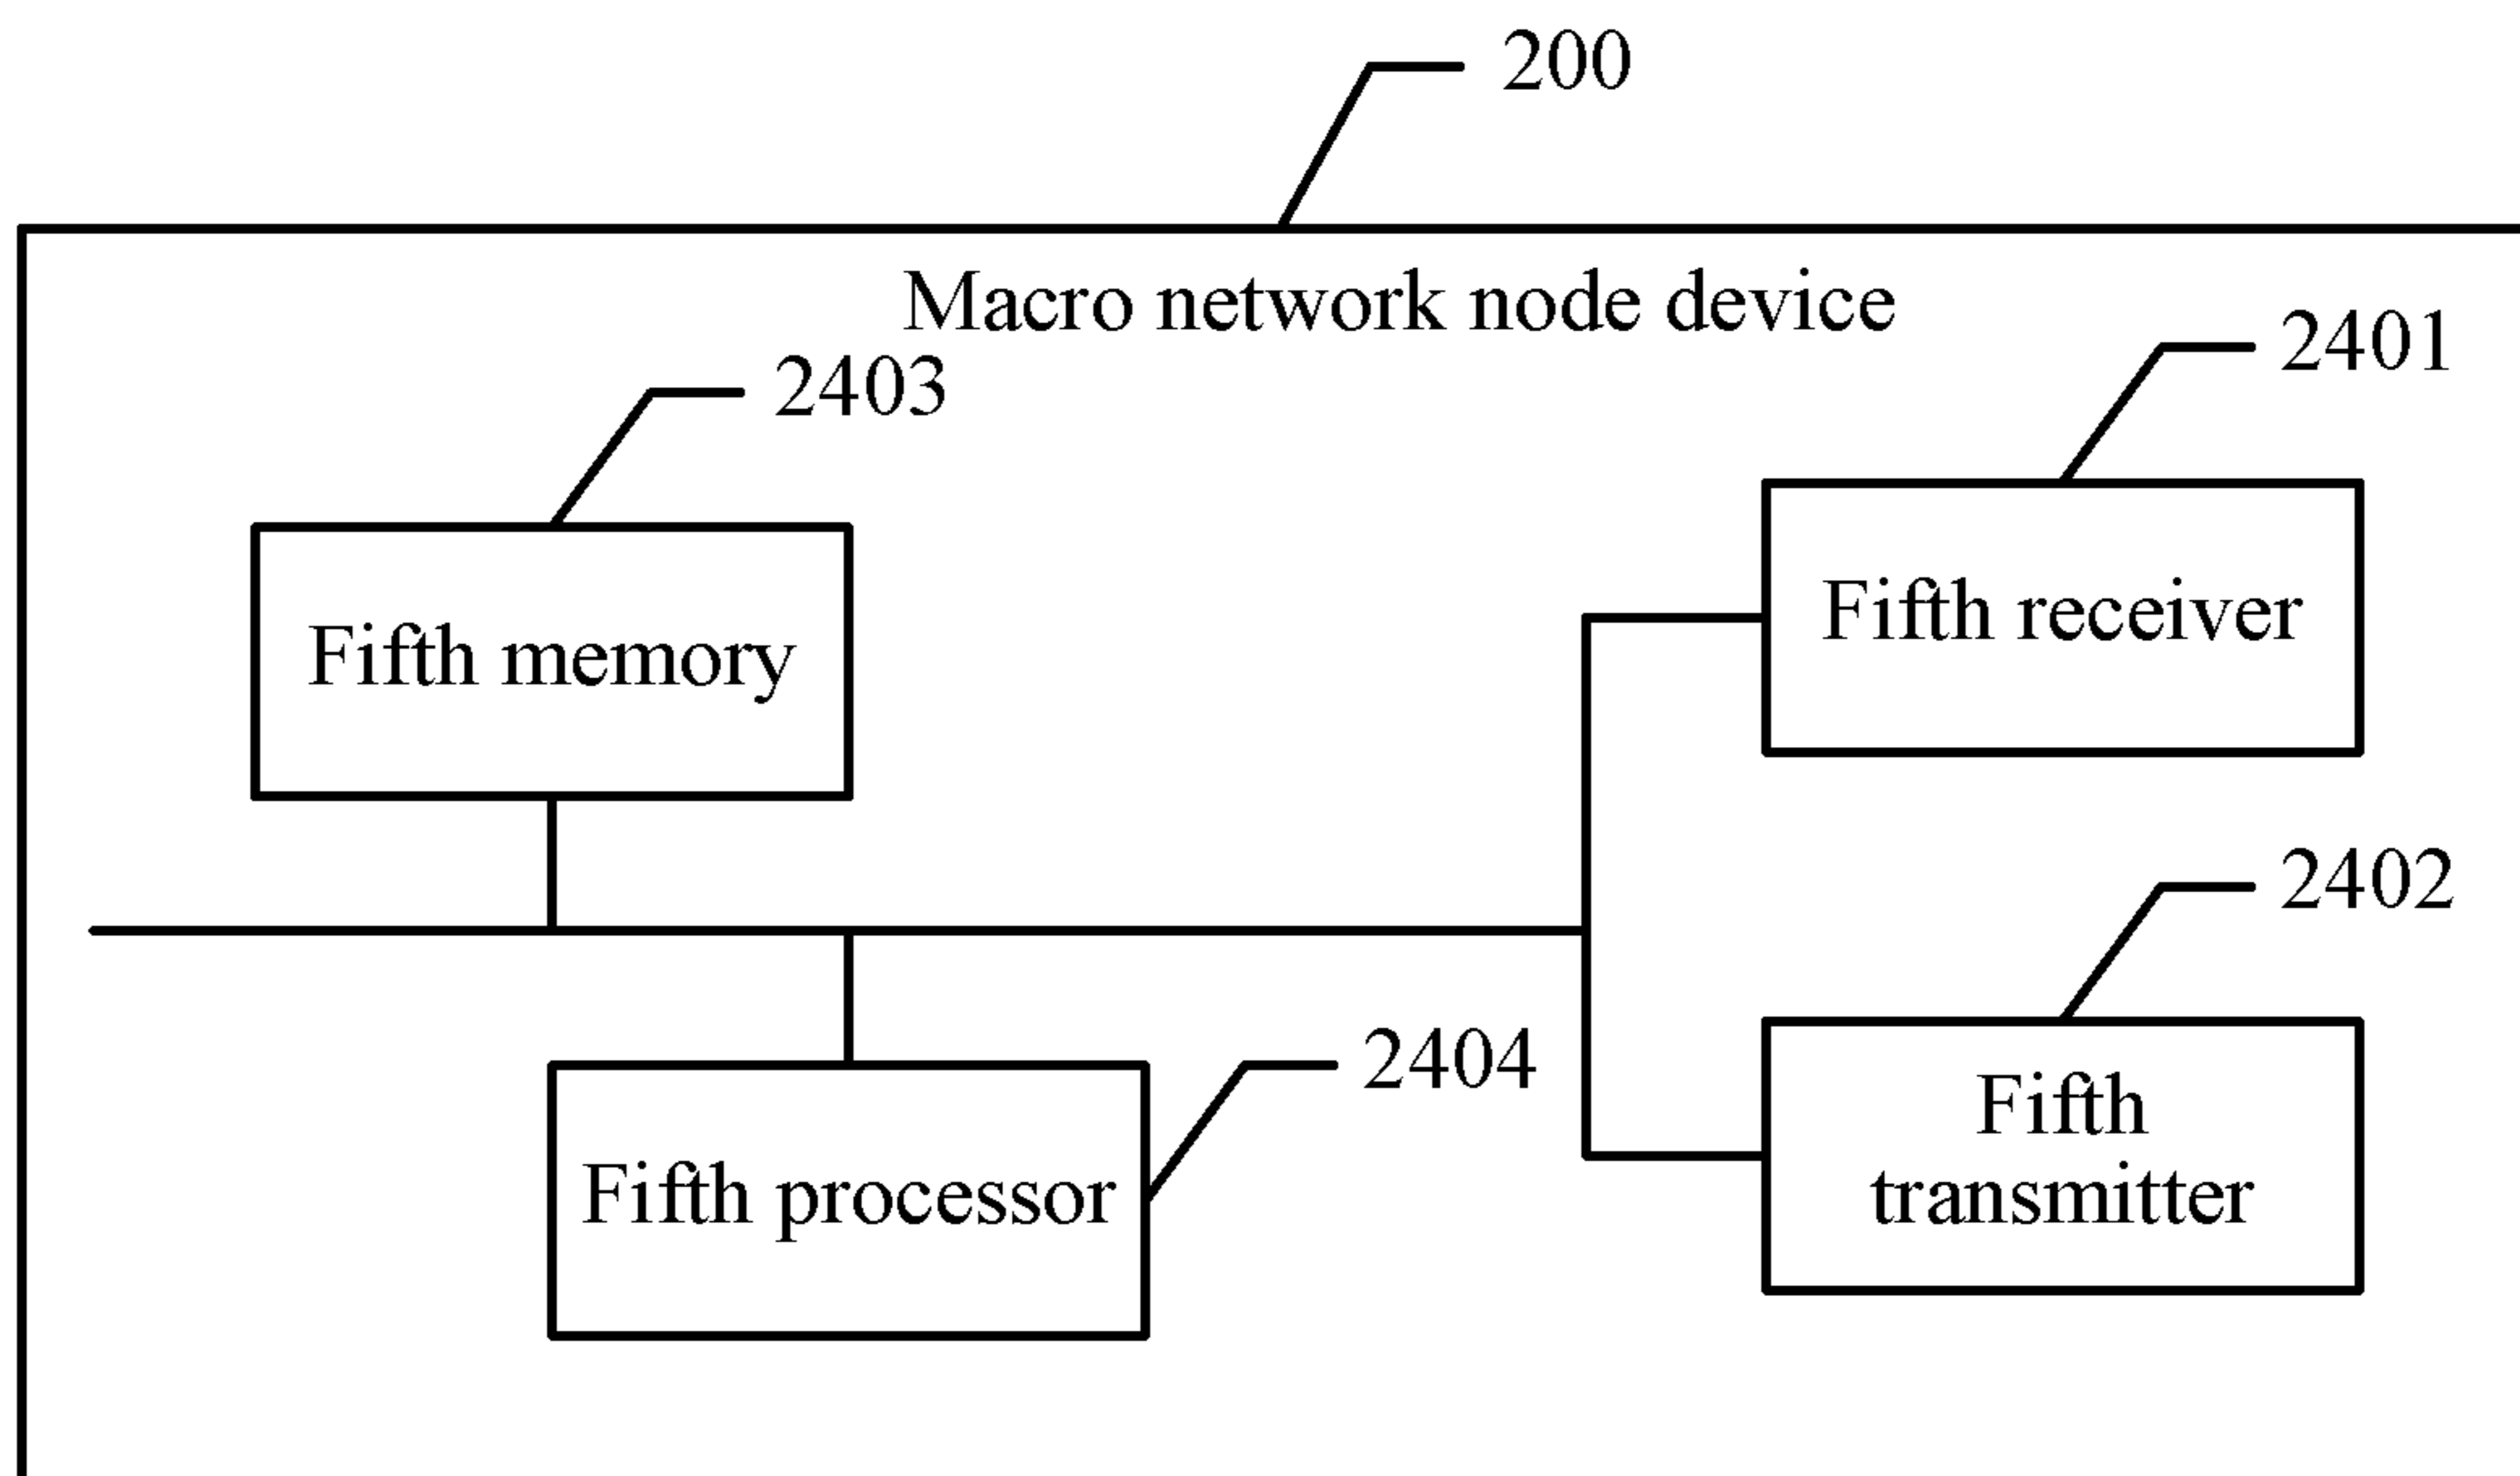 200
Macro network node device
2403
2401
Fifth memory
Fifth receiver
2402
2404
Fifth processor
Fifth
transmitter